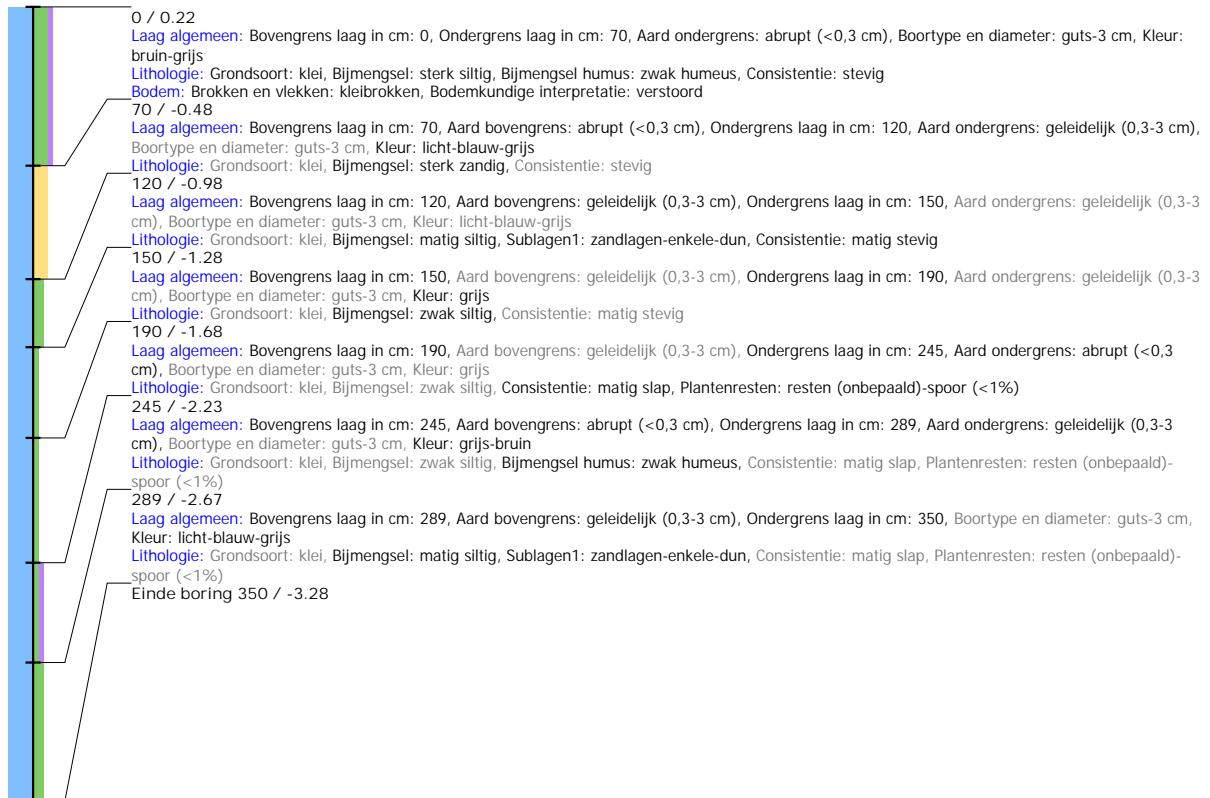 0 / 0.22
Laag algemeen: Bovengrens laag in cm: 0, Ondergrens laag in cm: 70, Aard ondergrens: abrupt (<0,3 cm), Boortype en diameter: guts-3 cm, Kleur:
bruin-grijs
Lithologie: Grondsoort: klei, Bijmengsel: sterk siltig, Bijmengsel humus: zwak humeus, Consistentie: stevig
Bodem: Brokken en vlekken: kleibrokken, Bodemkundige interpretatie: verstoord
70 / -0.48
Laag algemeen: Bovengrens laag in cm: 70, Aard bovengrens: abrupt (<0,3 cm), Ondergrens laag in cm: 120, Aard ondergrens: geleidelijk (0,3-3 cm),
Boortype en diameter: guts-3 cm, Kleur: licht-blauw-grijs
Lithologie: Grondsoort: klei, Bijmengsel: sterk zandig, Consistentie: stevig
120 / -0.98
Laag algemeen: Bovengrens laag in cm: 120, Aard bovengrens: geleidelijk (0,3-3 cm), Ondergrens laag in cm: 150, Aard ondergrens: geleidelijk (0,3-3
cm), Boortype en diameter: guts-3 cm, Kleur: licht-blauw-grijs
Lithologie: Grondsoort: klei, Bijmengsel: matig siltig, Sublagen1: zandlagen-enkele-dun, Consistentie: matig stevig
150 / -1.28
Laag algemeen: Bovengrens laag in cm: 150, Aard bovengrens: geleidelijk (0,3-3 cm), Ondergrens laag in cm: 190, Aard ondergrens: geleidelijk (0,3-3
cm), Boortype en diameter: guts-3 cm, Kleur: grijs
Lithologie: Grondsoort: klei, Bijmengsel: zwak siltig, Consistentie: matig stevig
190 / -1.68
Laag algemeen: Bovengrens laag in cm: 190, Aard bovengrens: geleidelijk (0,3-3 cm), Ondergrens laag in cm: 245, Aard ondergrens: abrupt (<0,3
cm), Boortype en diameter: guts-3 cm, Kleur: grijs
Lithologie: Grondsoort: klei, Bijmengsel: zwak siltig, Consistentie: matig slap, Plantenresten: resten (onbepaald)-spoor (<1%)
245 / -2.23
Laag algemeen: Bovengrens laag in cm: 245, Aard bovengrens: abrupt (<0,3 cm), Ondergrens laag in cm: 289, Aard ondergrens: geleidelijk (0,3-3
cm), Boortype en diameter: guts-3 cm, Kleur: grijs-bruin
Lithologie: Grondsoort: klei, Bijmengsel: zwak siltig, Bijmengsel humus: zwak humeus, Consistentie: matig slap, Plantenresten: resten (onbepaald)-
spoor (<1%)
289 / -2.67
Laag algemeen: Bovengrens laag in cm: 289, Aard bovengrens: geleidelijk (0,3-3 cm), Ondergrens laag in cm: 350, Boortype en diameter: guts-3 cm,
Kleur: licht-blauw-grijs
Lithologie: Grondsoort: klei, Bijmengsel: matig siltig, Sublagen1: zandlagen-enkele-dun, Consistentie: matig slap, Plantenresten: resten (onbepaald)-
spoor (<1%)
Einde boring 350 / -3.28